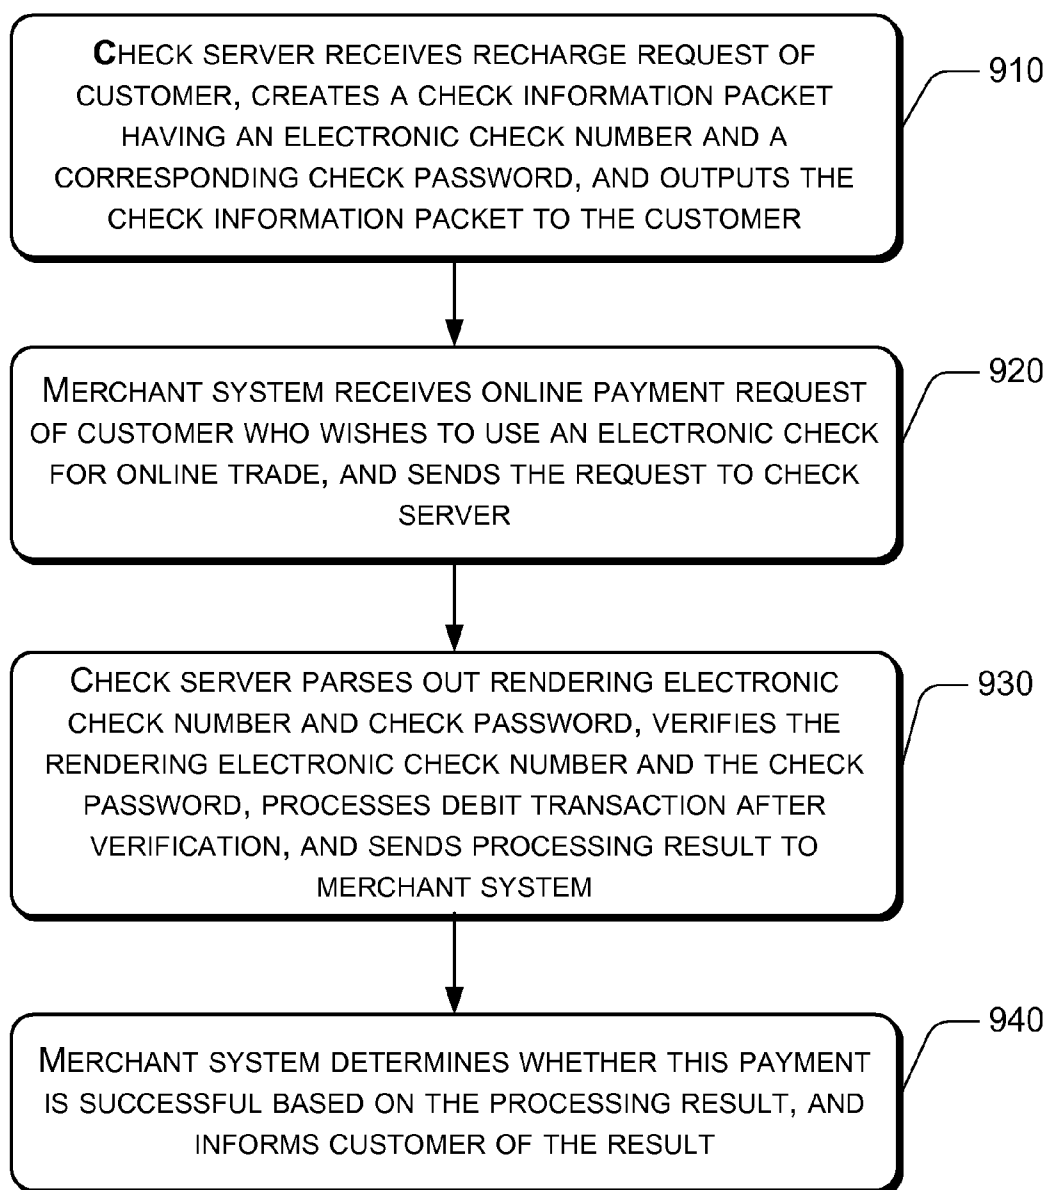 CHECK SERVER RECEIVES RECHARGE REQUEST OF
CUSTOMER, CREATES A CHECK INFORMATION PACKET
HAVING AN ELECTRONIC CHECK NUMBER AND A
CORRESPONDING CHECK PASSWORD, AND OUTPUTS THE
CHECK INFORMATION PACKET TO THE CUSTOMER
910
MERCHANT SYSTEM RECEIVES ONLINE PAYMENT REQUEST
OF CUSTOMER WHO WISHES TO USE AN ELECTRONIC CHECK
FOR ONLINE TRADE, AND SENDS THE REQUEST TO CHECK
SERVER
920
CHECK SERVER PARSES OUT RENDERING ELECTRONIC
CHECK NUMBER AND CHECK PASSWORD, VERIFIES THE
RENDERING ELECTRONIC CHECK NUMBER AND THE CHECK
PASSWORD, PROCESSES DEBIT TRANSACTION AFTER
VERIFICATION, AND SENDS PROCESSING RESULT TO
MERCHANT SYSTEM
930
MERCHANT SYSTEM DETERMINES WHETHER THIS PAYMENT
IS SUCCESSFUL BASED ON THE PROCESSING RESULT, AND
INFORMS CUSTOMER OF THE RESULT
940